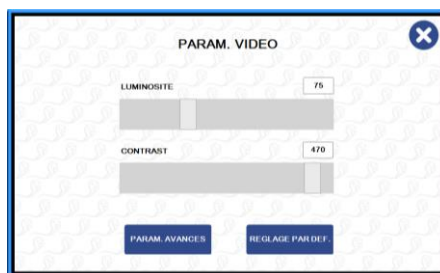 PARAM. VIDEO
LUMINOSITE 75
CONTRAST 470
PARAM. AVANCES REGLAGE PAR DEF.